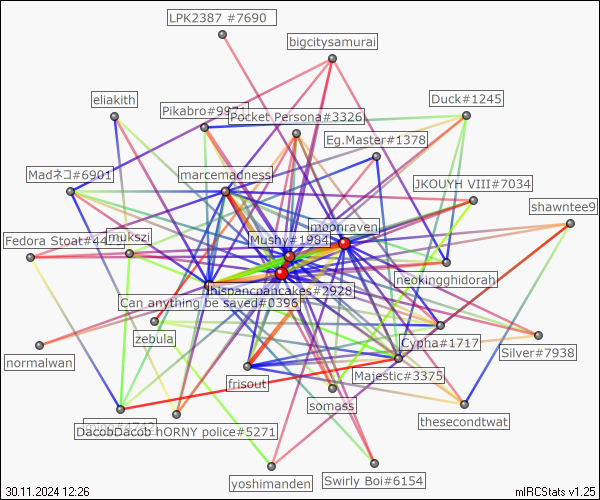 LPK2387 #7690
bigcitysamurai
eliakith
Duck#1245
Pikabro#9971
Pocket Persona#3326
Eg.Master#1378
Madネコ#6901
marcemadness
JKOUYH VIII#7034
shawntee9
moonraven
Fedora Stoat#44
mukszi
Mushy#1984
neokingghidorah
hispanicpancakes#2928
Can anything be saved#0396
zebula
Cypha#1717
Silver#7938
normalwan
Majestic#3375
frisout
somass
thesecondtwat
DacobDacob hORNY police#5271
yoshimanden
Swirly Boi#6154
30.11.2024 12:26
mIRCStats v1.25